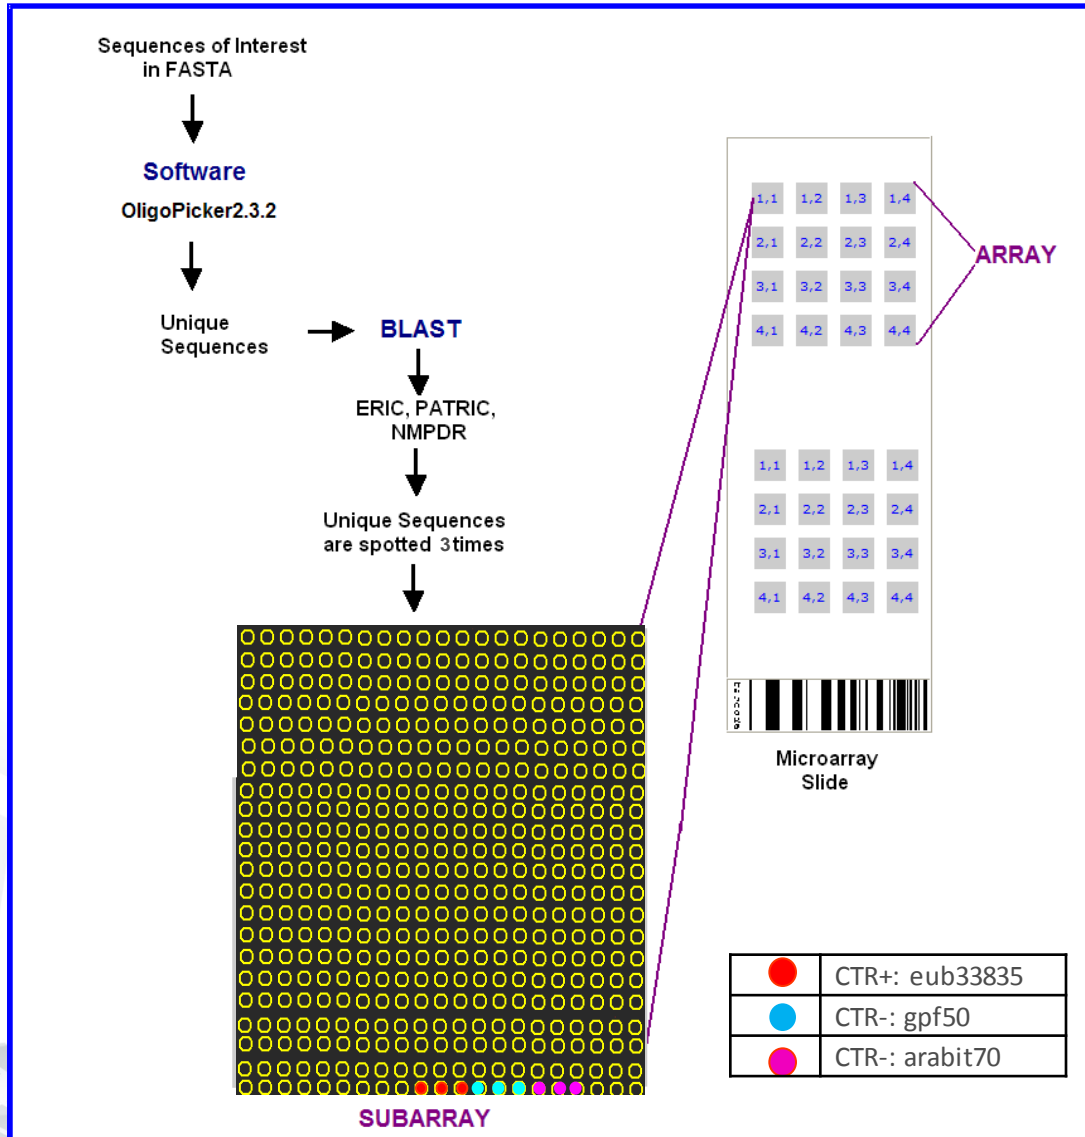 Sequences of Interest
in FASTA
Software
OligoPicker2.3.2
Unique
Sequences
BLAST
ERIC, PATRIC,
NMPDR
Unique Sequences
are spotted 3times
SUBARRAY
1,1 1,2 1,3 1,4
2,1 2,2 2,3 2,4
3,1 3,2 3,3 3,4
4,1 4,2 4,3 4,4
ARRAY
1,1 1,2 1,3 1,4
2,1 2,2 2,3 2,4
3,1 3,2 3,3 3,4
4,1 4,2 4,3 4,4
Microarray
Slide
CTR+: eub33835
CTR-: gpf50
CTR-: arabit70